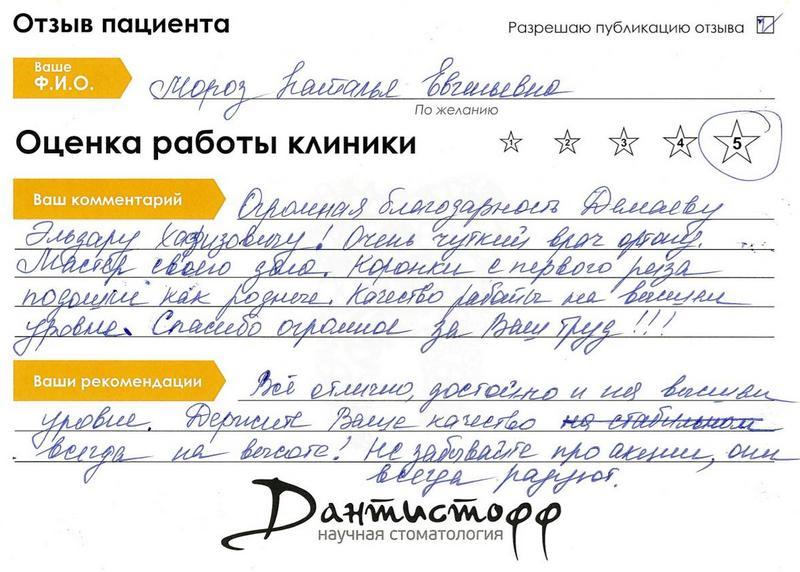 Отзыв пациента
Разрешаю публикацию отзыва
Ваше
Ф.И.О.
Мороз Наталья Евгеньевна
По желанию
Оценка работы клиники
1 2 3 4 5
Ваш комментарий
Огромная благодарность Демаеву
Эльдару Хафизовичу! Очень чуткий врач ортопед.
Мастер своего дела. Коронки с первого раза
подошли как родные. Качество работы на высшем
уровне. Спасибо огромное за Ваш труд!!!
Ваши рекомендации
Всё отлично, достойно и на высшем
уровне. Держите Ваше качество на стабильном
всегда на высоте! Не забывайте про акции, они
всегда радуют.
Дантистофф
научная стоматология